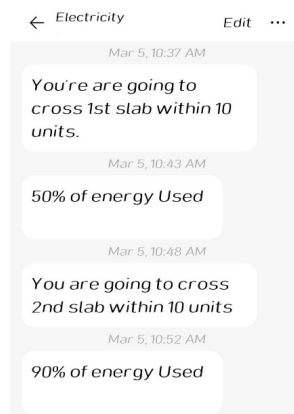 ← Electricity Edit ...
Mar 5, 10:37 AM
You're are going to
cross 1st slab within 10
units.
Mar 5, 10:43 AM
50% of energy Used
Mar 5, 10:48 AM
You are going to cross
2nd slab within 10 units
Mar 5, 10:52 AM
90% of energy Used